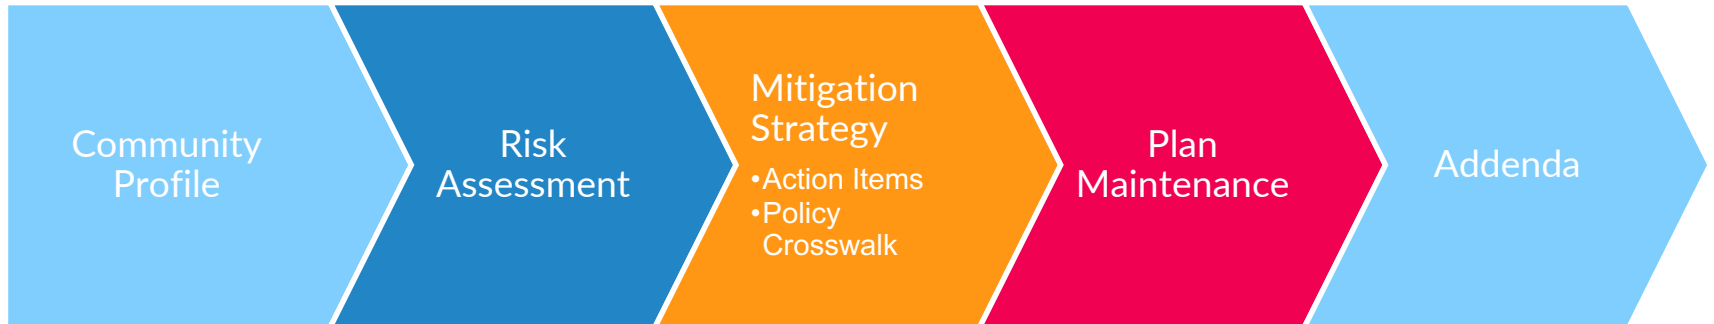 Community
Profile
Risk
Assessment
Mitigation
Strategy
•Action Items
•Policy
Crosswalk
Plan
Maintenance
Addenda